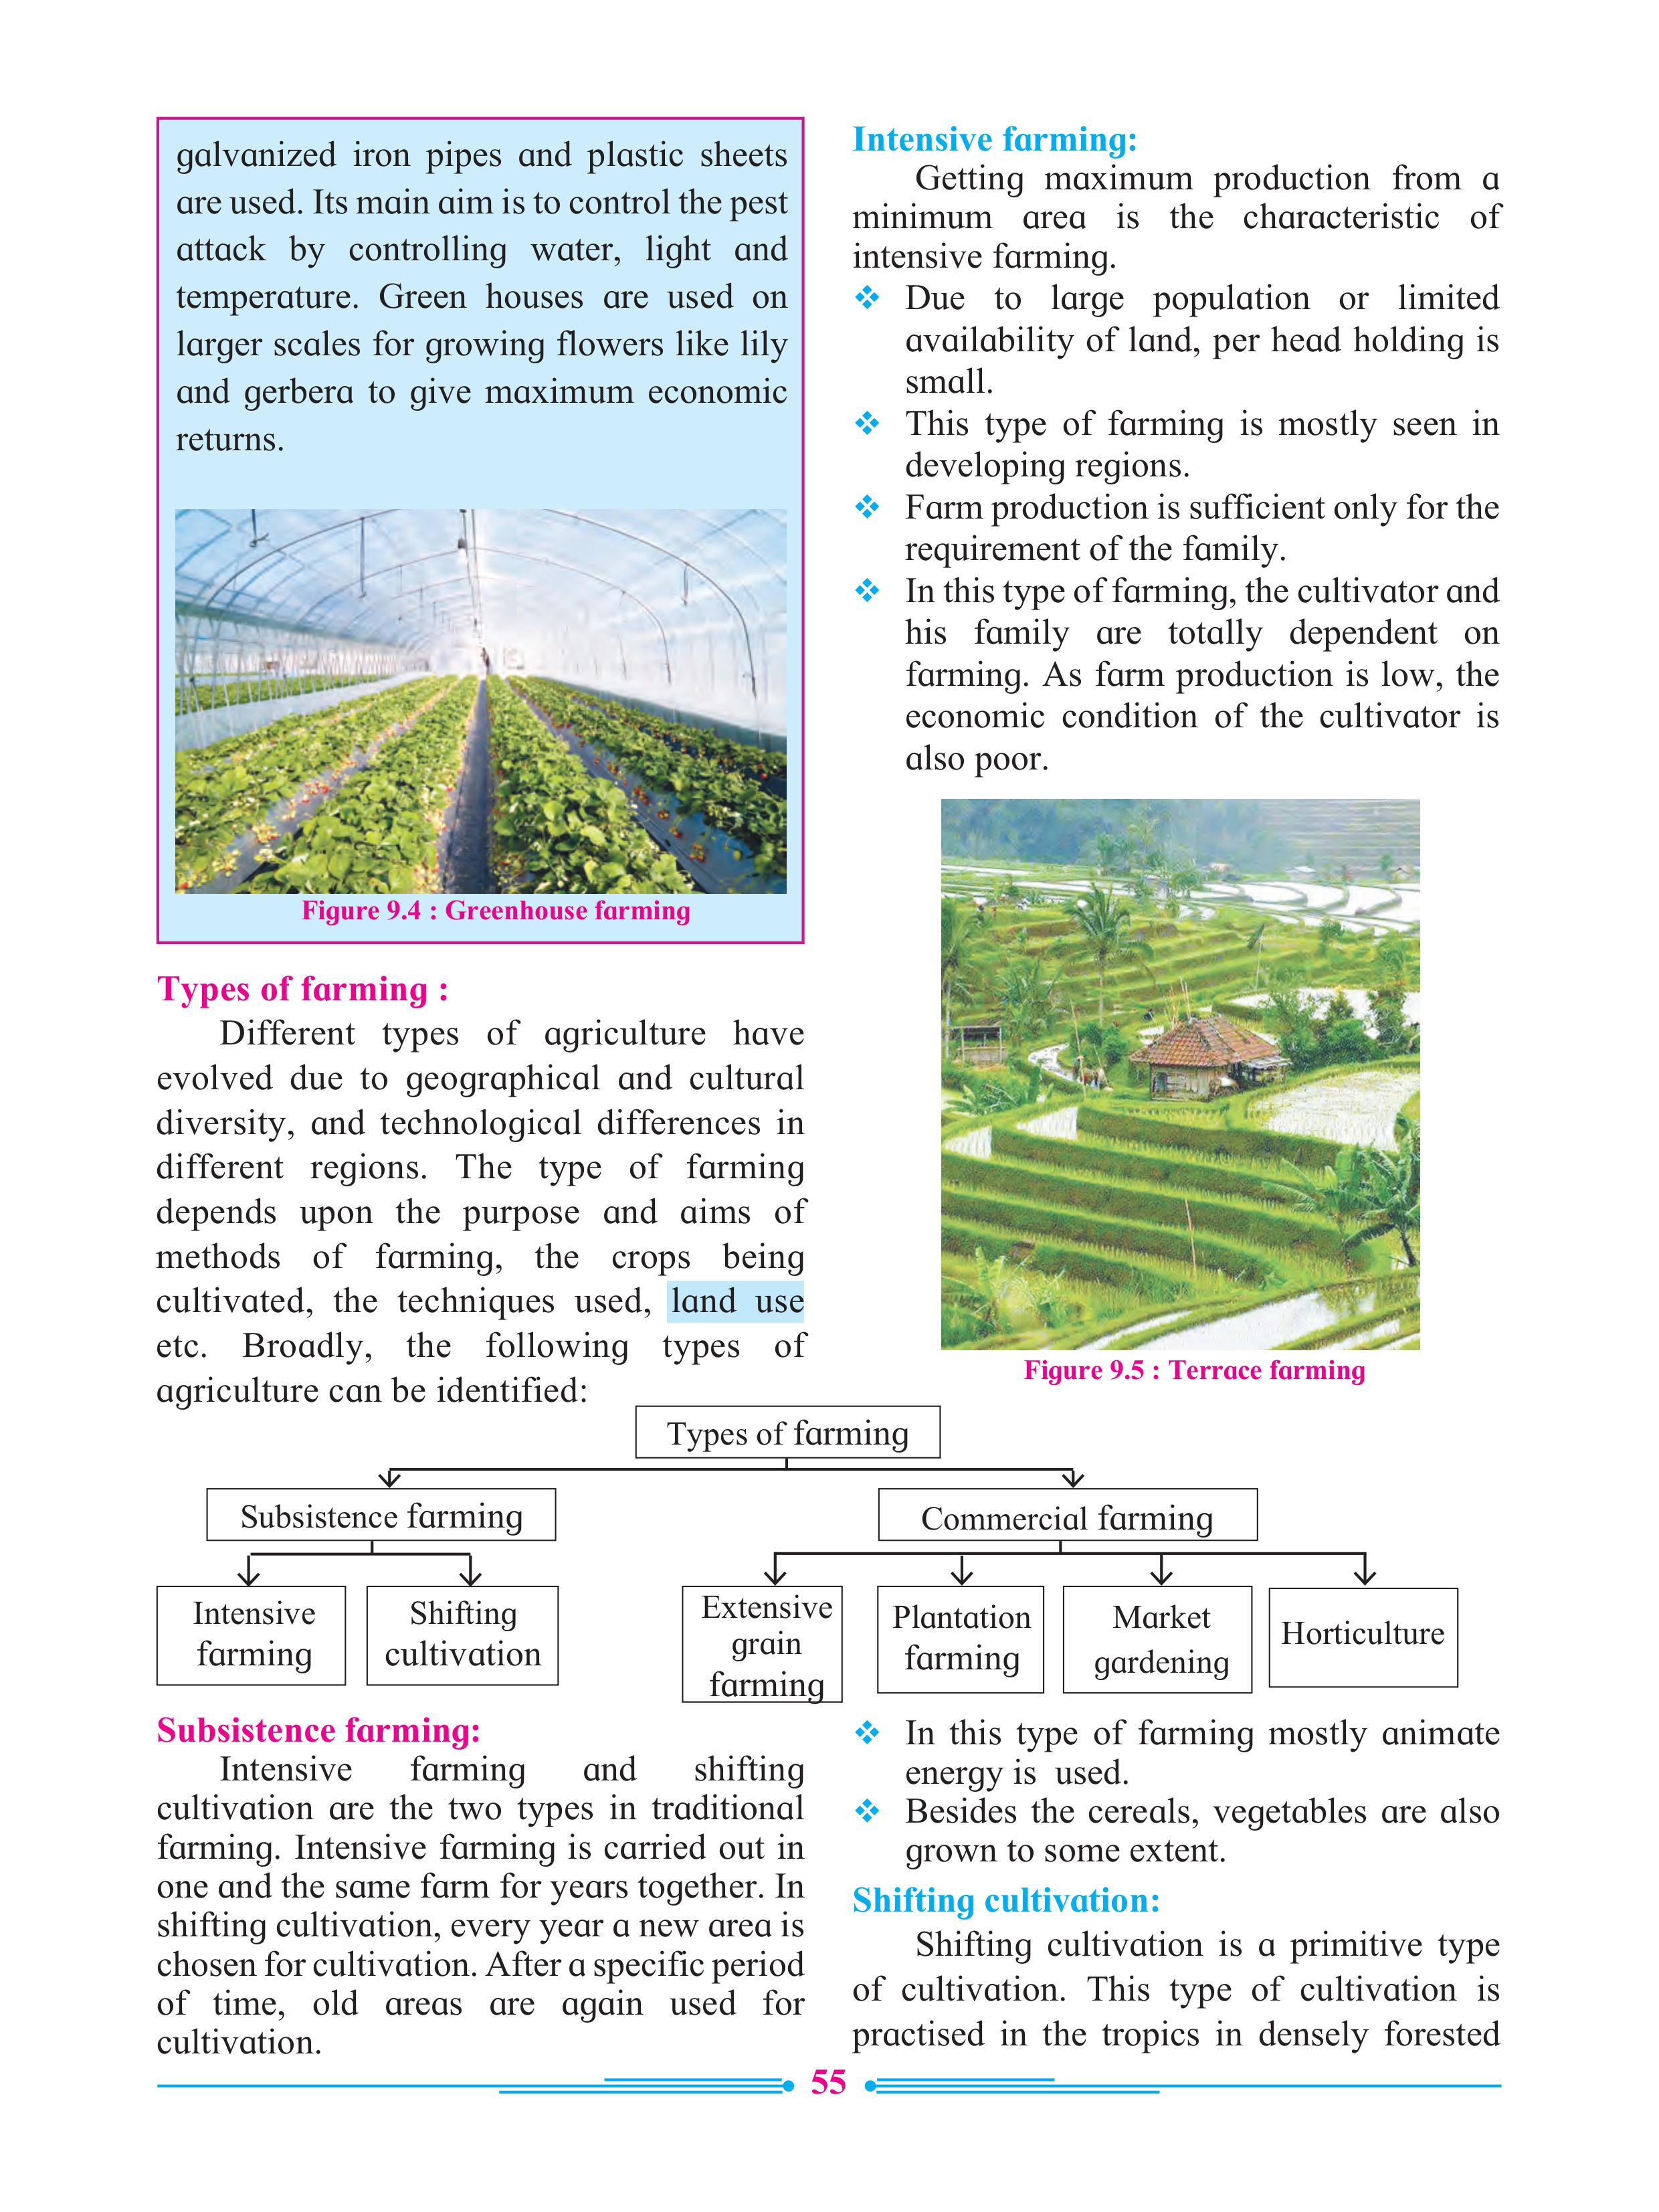 galvanized iron pipes and plastic sheets
are used. Its main aim is to control the pest
attack by controlling water, light and
temperature. Green houses are used on
larger scales for growing flowers like lily
and gerbera to give maximum economic
returns.
Figure 9.4 : Greenhouse farming
Types of farming :
Different types of agriculture have
evolved due to geographical and cultural
diversity, and technological differences in
different regions. The type of farming
depends upon the purpose and aims of
methods of farming, the crops being
cultivated, the techniques used, land use
etc. Broadly, the following types of
agriculture can be identified:
Intensive farming:
Getting maximum production from a
minimum area is the characteristic of
intensive farming.
❖ Due to large population or limited
availability of land, per head holding is
small.
❖ This type of farming is mostly seen in
developing regions.
❖ Farm production is sufficient only for the
requirement of the family.
❖ In this type of farming, the cultivator and
his family are totally dependent on
farming. As farm production is low, the
economic condition of the cultivator is
also poor.
Figure 9.5 : Terrace farming
Types of farming
Subsistence farming
Commercial farming
Intensive
farming
Shifting
cultivation
Extensive
grain
farming
Plantation
farming
Market
gardening
Horticulture
Subsistence farming:
Intensive farming and shifting
cultivation are the two types in traditional
farming. Intensive farming is carried out in
one and the same farm for years together. In
shifting cultivation, every year a new area is
chosen for cultivation. After a specific period
of time, old areas are again used for
cultivation.
❖ In this type of farming mostly animate
energy is used.
❖ Besides the cereals, vegetables are also
grown to some extent.
Shifting cultivation:
Shifting cultivation is a primitive type
of cultivation. This type of cultivation is
practised in the tropics in densely forested
55